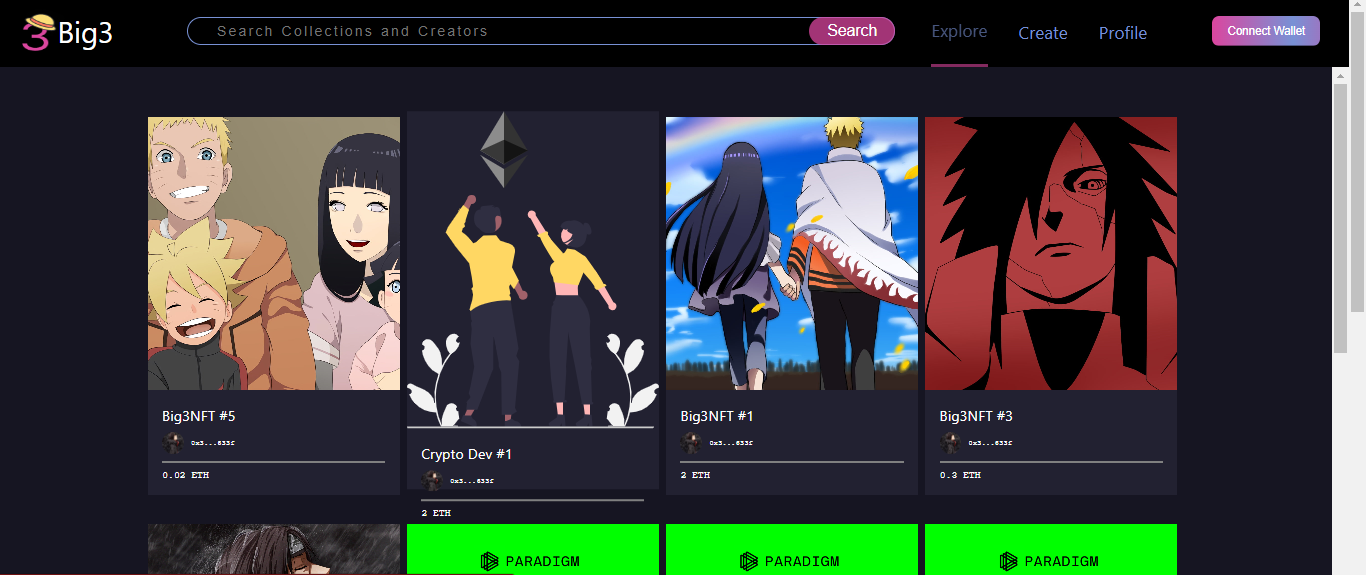 3 Big3
Search Collections and Creators
Search
Explore
Create
Profile
Connect Wallet
Big3NFT #5
0x3...633f
0.02 ETH
Crypto Dev #1
0x3...633f
2 ETH
Big3NFT #1
0x3...633f
2 ETH
Big3NFT #3
0x3...633f
0.3 ETH
PARADIGM
PARADIGM
PARADIGM